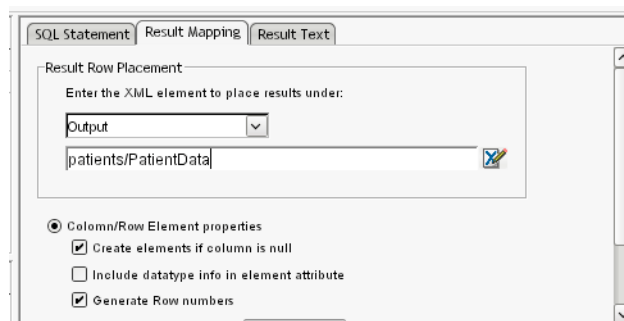 SQL Statement Result Mapping Result Text
Result Row Placement
Enter the XML element to place results under:
Output
patients/PatientData
Colomn/Row Element properties
Create elements if column is null
Include datatype info in element attribute
Generate Row numbers